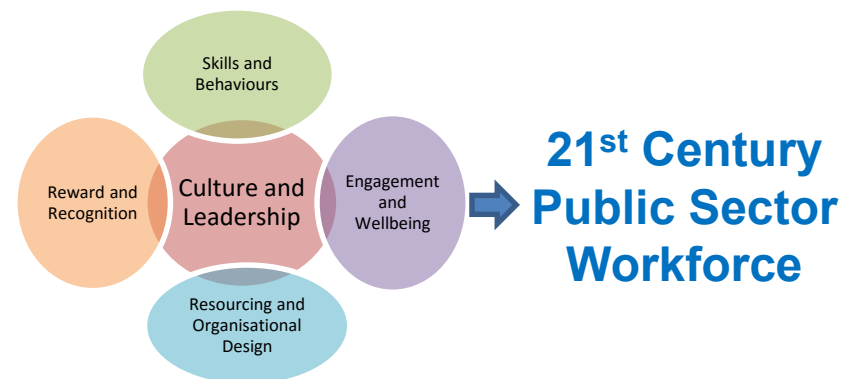 Skills and
Behaviours
Reward and
Recognition
Culture and
Leadership
Engagement
and
Wellbeing
Resourcing and
Organisational
Design
21st Century
Public Sector
Workforce